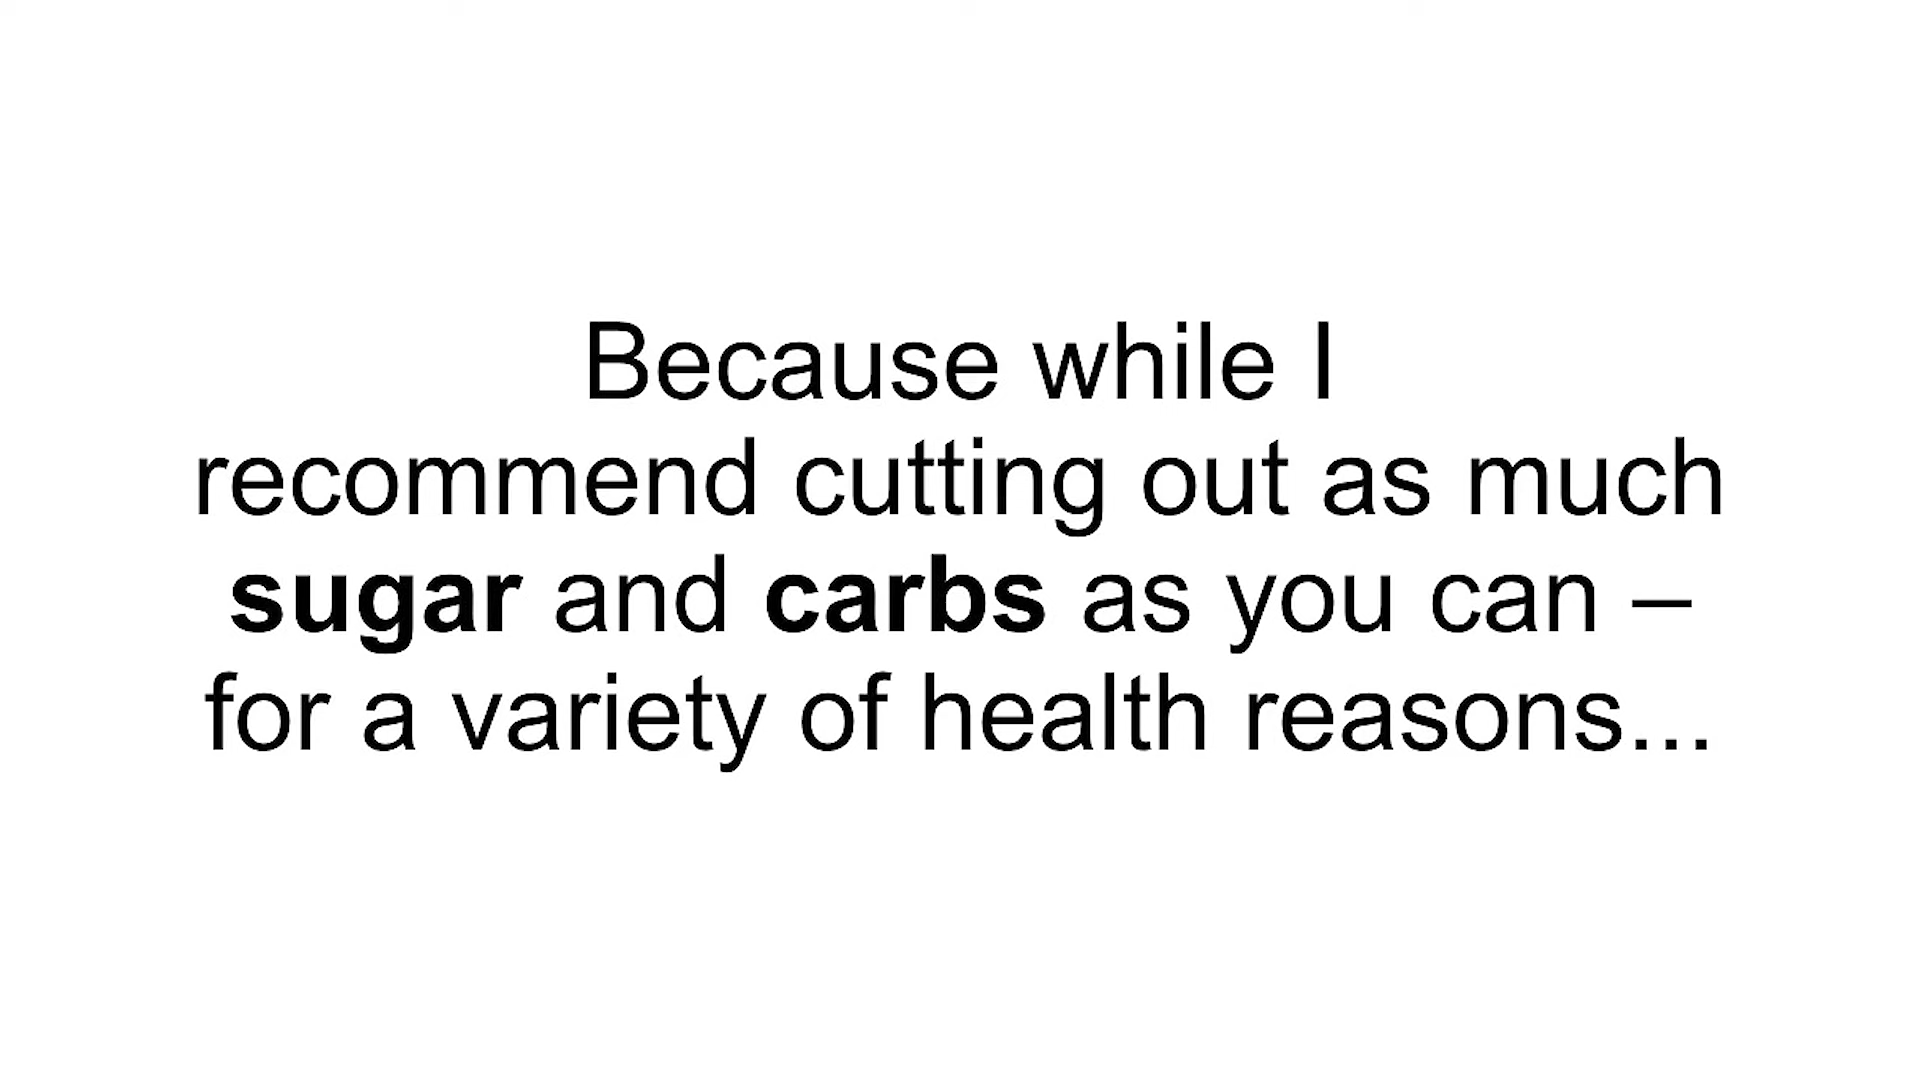 Because while I
recommend cutting out as much
sugar and carbs as you can –
for a variety of health reasons...